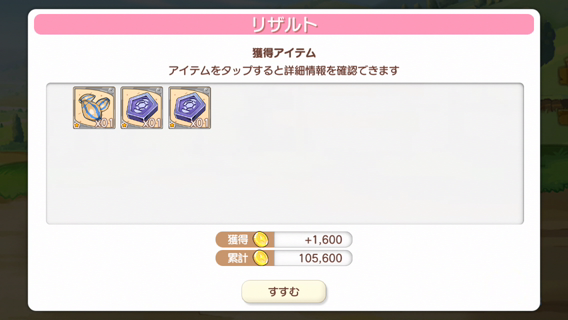 リザルト
獲得アイテム
アイテムをタップすると詳細情報を確認できます
x01 x01 x01
獲得 +1,600
累計 105,600
すすむ